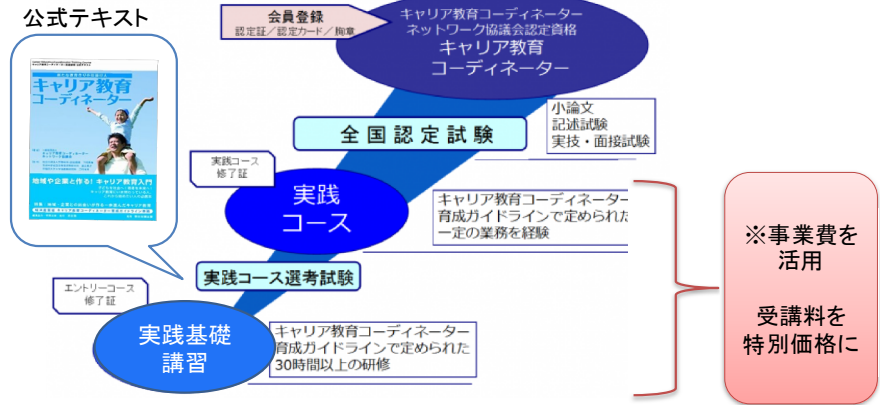 公式テキスト
キャリア教育
コーディネーター
地域や企業と作る! キャリア教育入門
会員登録
認定証／認定カード／胸章
キャリア教育コーディネーター
ネットワーク協議会認定資格
キャリア教育
コーディネーター
全国認定試験
小論文
記述試験
実技・面接試験
実践コース
修了証
実践
コース
キャリア教育コーディネーター
育成ガイドラインで定められた
一定の業務を経験
実践コース選考試験
エントリーコース
修了証
実践基礎
講習
キャリア教育コーディネーター
育成ガイドラインで定められた
30時間以上の研修
※事業費を
活用
受講料を
特別価格に